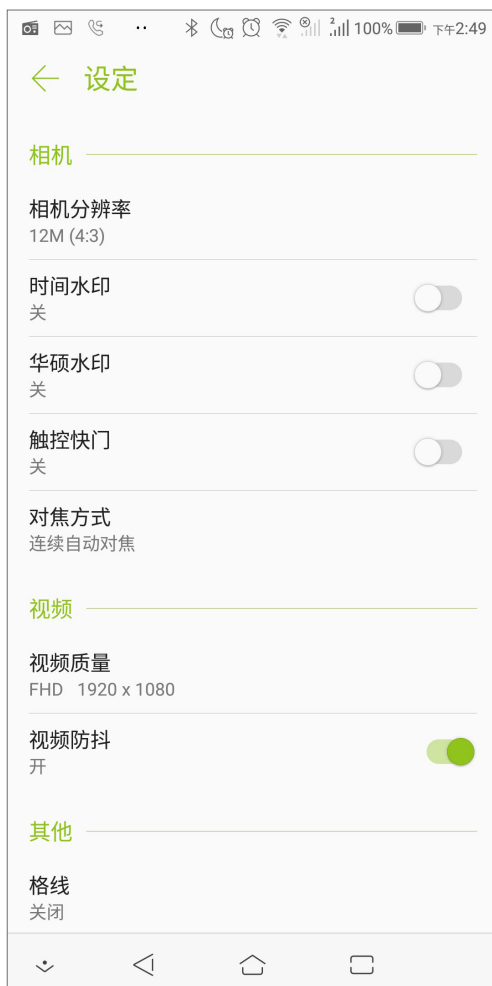 2 100% 下午2:49
设定
相机
相机分辨率
12M (4:3)
时间水印
关
华硕水印
关
触控快门
关
对焦方式
连续自动对焦
视频
视频质量
FHD 1920 x 1080
视频防抖
开
其他
格线
关闭